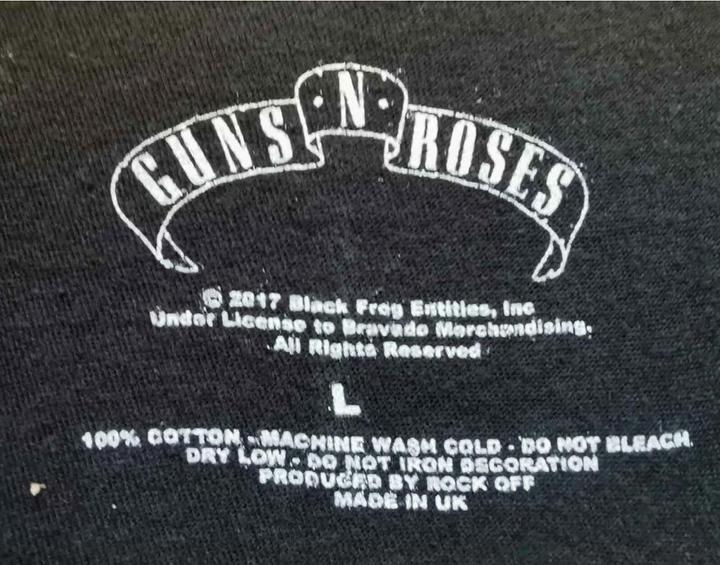 GUNS · N · ROSES
© 2017 Black Frog Entities, Inc
Under License to Bravado Merchandising.
All Rights Reserved
L
100% COTTON - MACHINE WASH COLD - DO NOT BLEACH.
DRY LOW - DO NOT IRON DECORATION
PRODUCED BY ROCK OFF
MADE IN UK